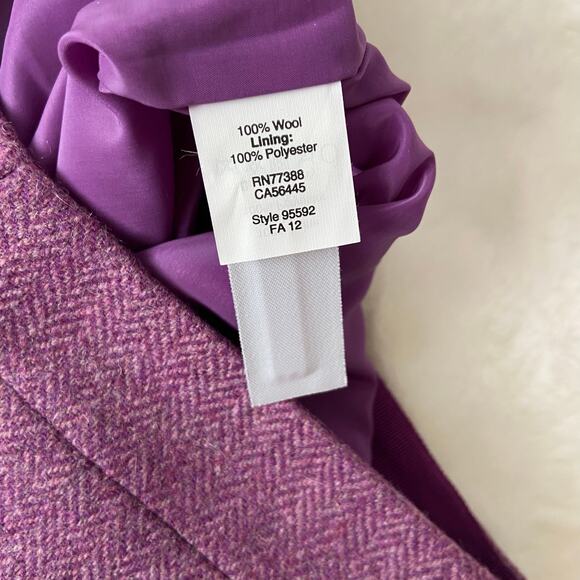 100% Wool
Lining:
100% Polyester
RN77388
CA56445
Style 95592
FA 12